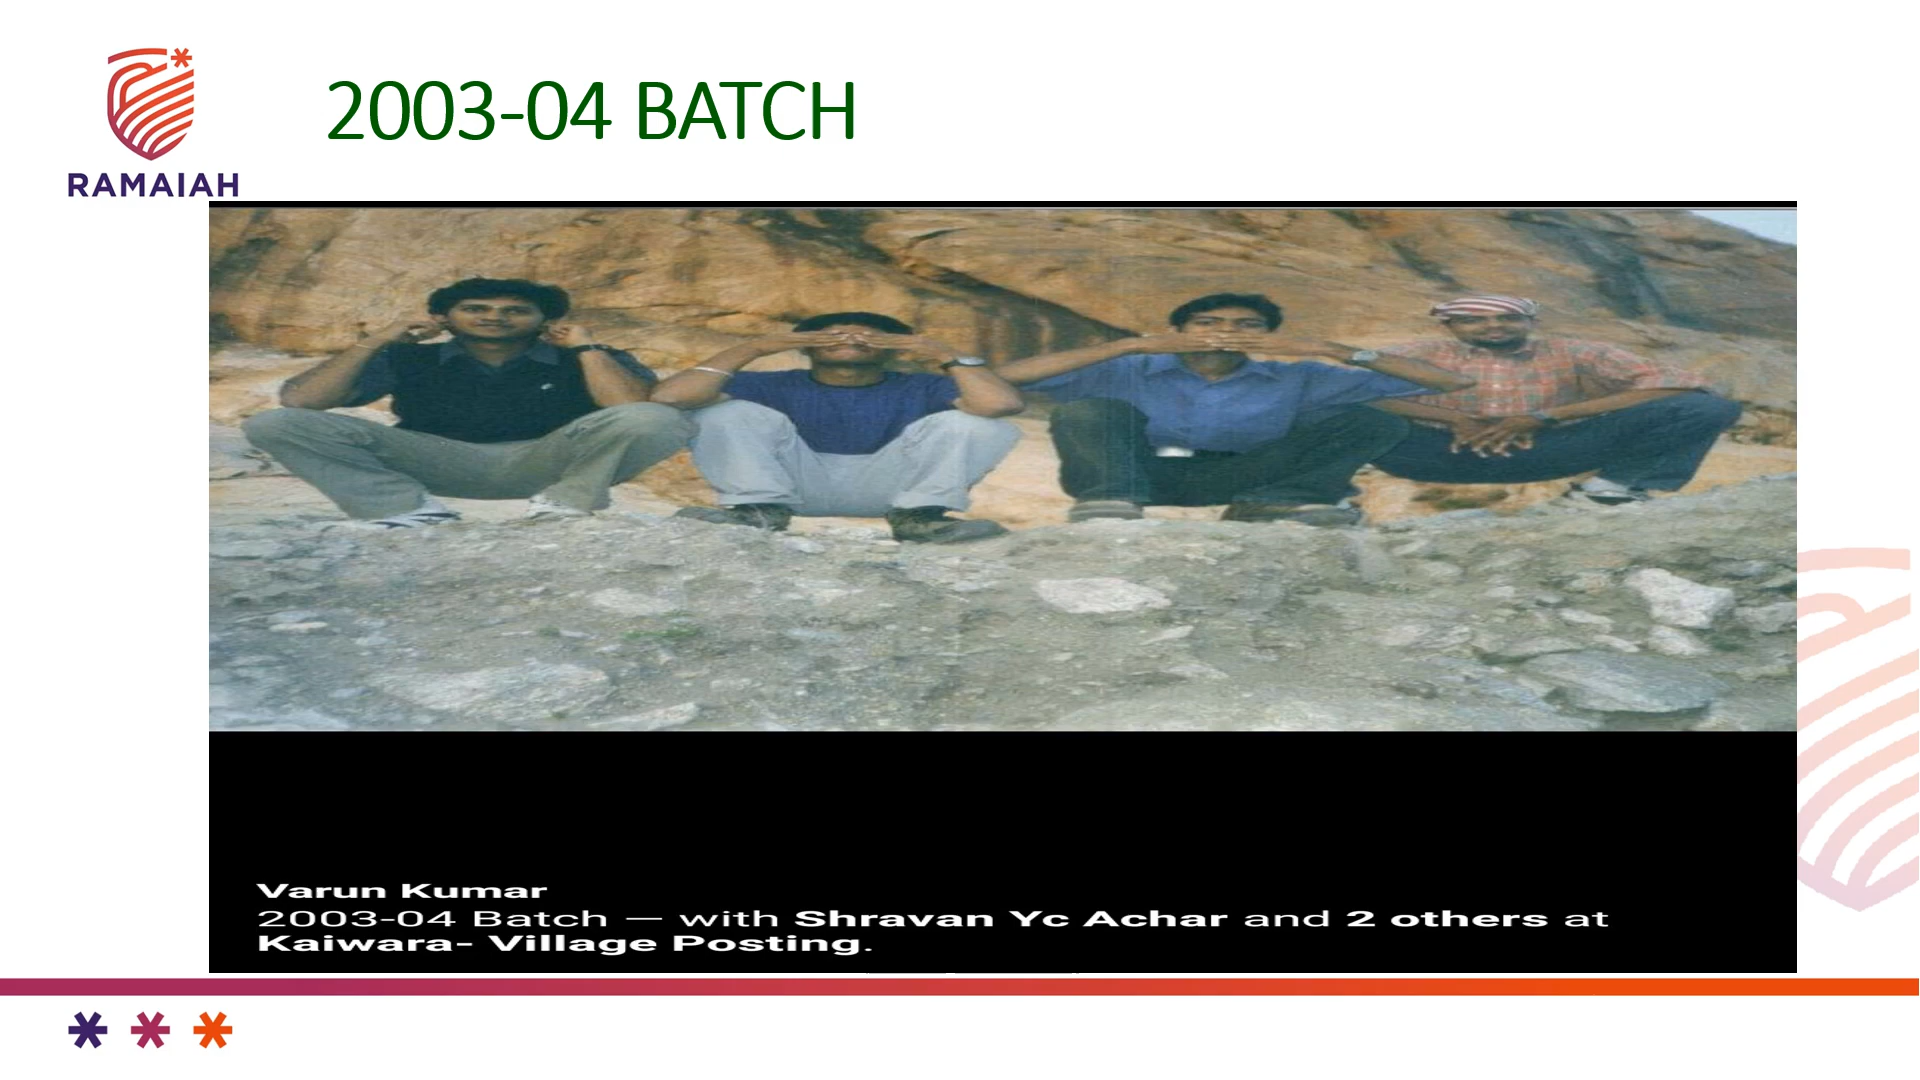 RAMAIAH
2003-04 BATCH
Varun Kumar
2003-04 Batch — with Shravan Yc Achar and 2 others at
Kaiwara- Village Posting.